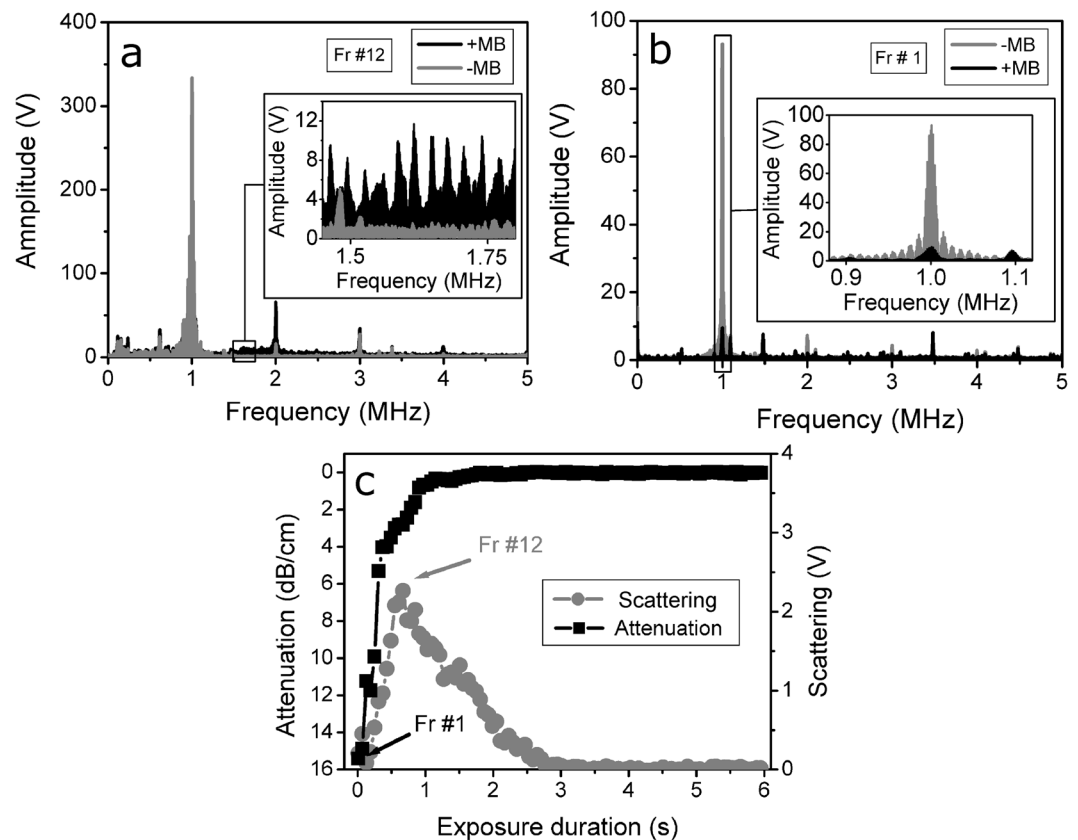 a
Fr #12
+MB
-MB
Amnplitude (V)
400
300
200
100
0
0 1 2 3 4 5
Frequency (MHz)
Amplitude (V)
12
8
4
0
1.5 1.75
Frequency (MHz)
b
Fr # 1
-MB
+MB
Amplitude (V)
100
80
60
40
20
0
0 1 2 3 4 5
Frequency (MHz)
Amplitude (V)
100
80
60
40
20
0
0.9 1.0 1.1
Frequency (MHz)
c
Attenuation (dB/cm)
0
2
4
6
8
10
12
14
16
Fr #12
Scattering
Attenuation
Fr #1
4
3
2
1
0
Scattering (V)
0 1 2 3 4 5 6
Exposure duration (s)